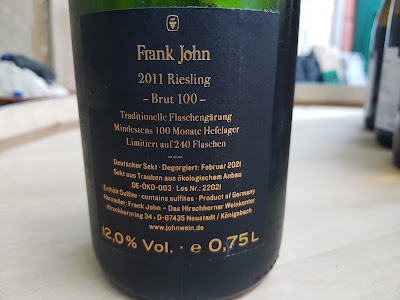 Frank John
2011 Riesling
– Brut 100 –
Traditionelle Flaschengärung
Mindestens 100 Monate Hefelager
Limitiert auf 240 Flaschen
---
Deutscher Sekt · Degorgiert: Februar 2021
Sekt aus Trauben aus ökologischem Anbau
DE-ÖKO-003 · Los Nr.: 22021
Enthält Sulfite · contains sulfites · Product of Germany
Hersteller: Frank John – Das Hirschhorner Weinkontor
Hirschhornring 34 · D-67435 Neustadt / Königsbach
www.johnwein.de
12,0% Vol. · e 0,75L